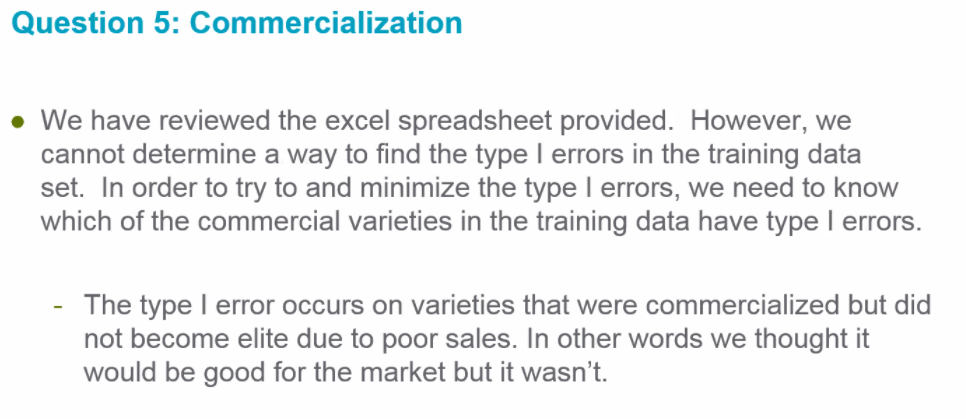 Question 5: Commercialization
We have reviewed the excel spreadsheet provided.  However, we
cannot determine a way to find the type I errors in the training data
set.  In order to try to and minimize the type I errors, we need to know
which of the commercial varieties in the training data have type I errors.
- The type I error occurs on varieties that were commercialized but did
not become elite due to poor sales. In other words we thought it
would be good for the market but it wasn't.